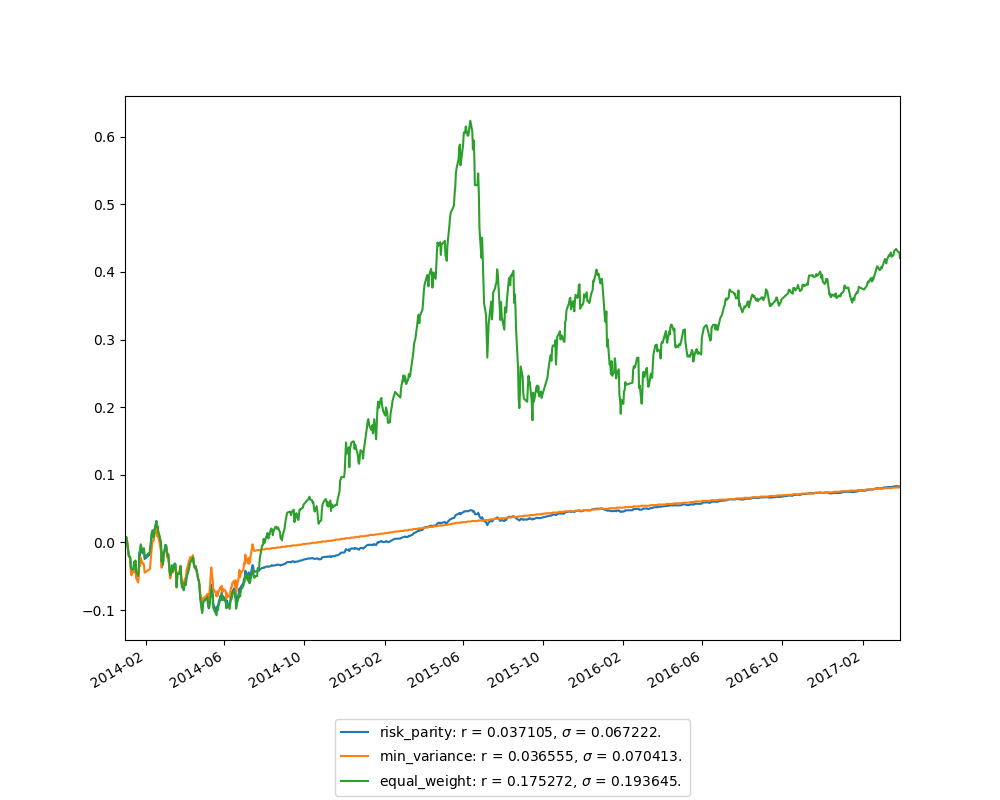 0.6
0.5
0.4
0.3
0.2
0.1
0.0
−0.1
2014-02 2014-06 2014-10 2015-02 2015-06 2015-10 2016-02 2016-06 2016-10 2017-02
risk_parity: r = 0.037105, σ = 0.067222.
min_variance: r = 0.036555, σ = 0.070413.
equal_weight: r = 0.175272, σ = 0.193645.